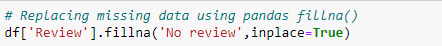 # Replacing missing data using pandas fillna()
df['Review'].fillna('No review',inplace=True)